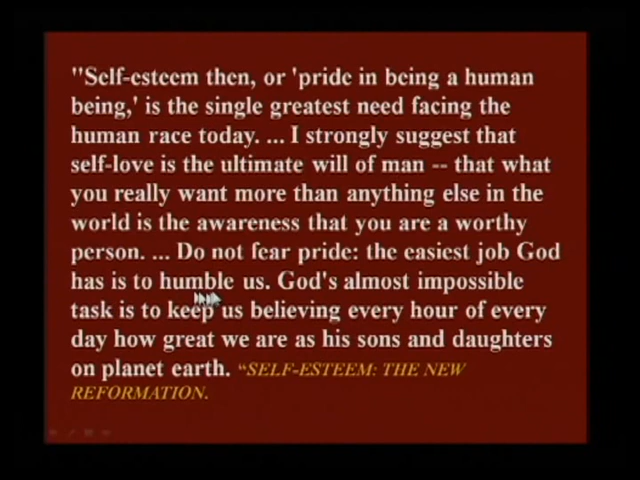 "Self-esteem then, or 'pride in being a human
being,' is the single greatest need facing the
human race today. ... I strongly suggest that
self-love is the ultimate will of man -- that what
you really want more than anything else in the
world is the awareness that you are a worthy
person. ... Do not fear pride: the easiest job God
has is to humble us. God's almost impossible
task is to keep us believing every hour of every
day how great we are as his sons and daughters
on planet earth. “SELF-ESTEEM: THE NEW
REFORMATION.